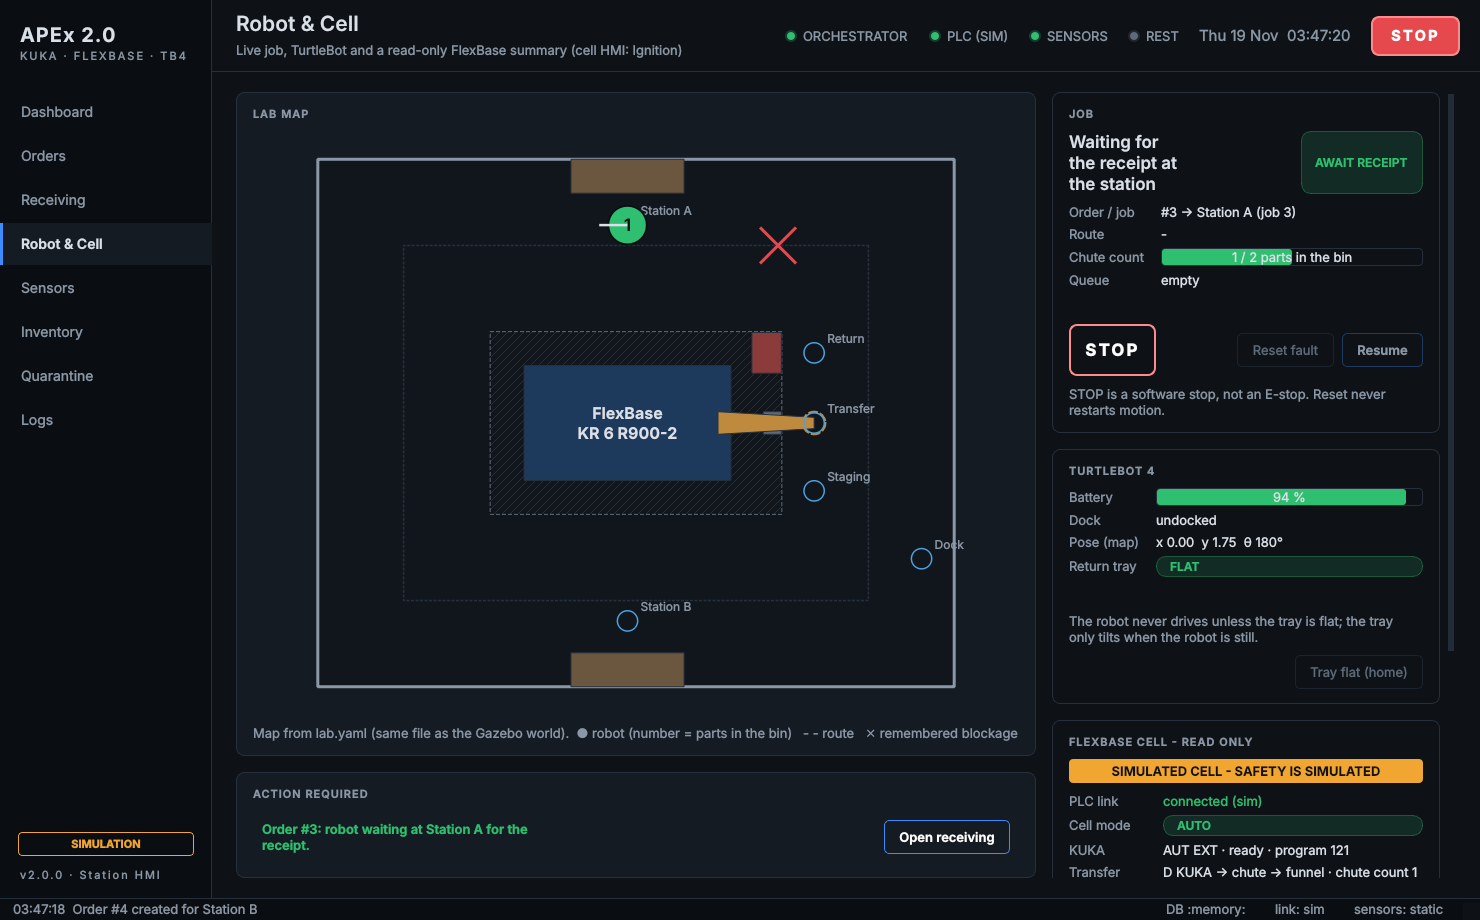 APEx 2.0
KUKA · FLEXBASE · TB4
Dashboard
Orders
Receiving
Robot & Cell
Sensors
Inventory
Quarantine
Logs
SIMULATION
v2.0.0 · Station HMI
Robot & Cell
Live job, TurtleBot and a read-only FlexBase summary (cell HMI: Ignition)
ORCHESTRATOR
PLC (SIM)
SENSORS
REST
Thu 19 Nov 03:47:20
STOP
LAB MAP
Station A
1
Return
FlexBase
KR 6 R900-2
Transfer
Staging
Dock
Station B
Map from lab.yaml (same file as the Gazebo world). ● robot (number = parts in the bin) - - route × remembered blockage
ACTION REQUIRED
Order #3: robot waiting at Station A for the
receipt.
Open receiving
JOB
Waiting for
the receipt at
the station
AWAIT RECEIPT
Order / job #3 → Station A (job 3)
Route -
Chute count 1 / 2 parts in the bin
Queue empty
STOP
Reset fault
Resume
STOP is a software stop, not an E-stop. Reset never
restarts motion.
TURTLEBOT 4
Battery 94 %
Dock undocked
Pose (map) x 0.00 y 1.75 θ 180°
Return tray FLAT
The robot never drives unless the tray is flat; the tray
only tilts when the robot is still.
Tray flat (home)
FLEXBASE CELL - READ ONLY
SIMULATED CELL - SAFETY IS SIMULATED
PLC link connected (sim)
Cell mode AUTO
KUKA AUT EXT · ready · program 121
Transfer D KUKA → chute → funnel · chute count 1
03:47:18 Order #4 created for Station B
DB :memory:
link: sim
sensors: static